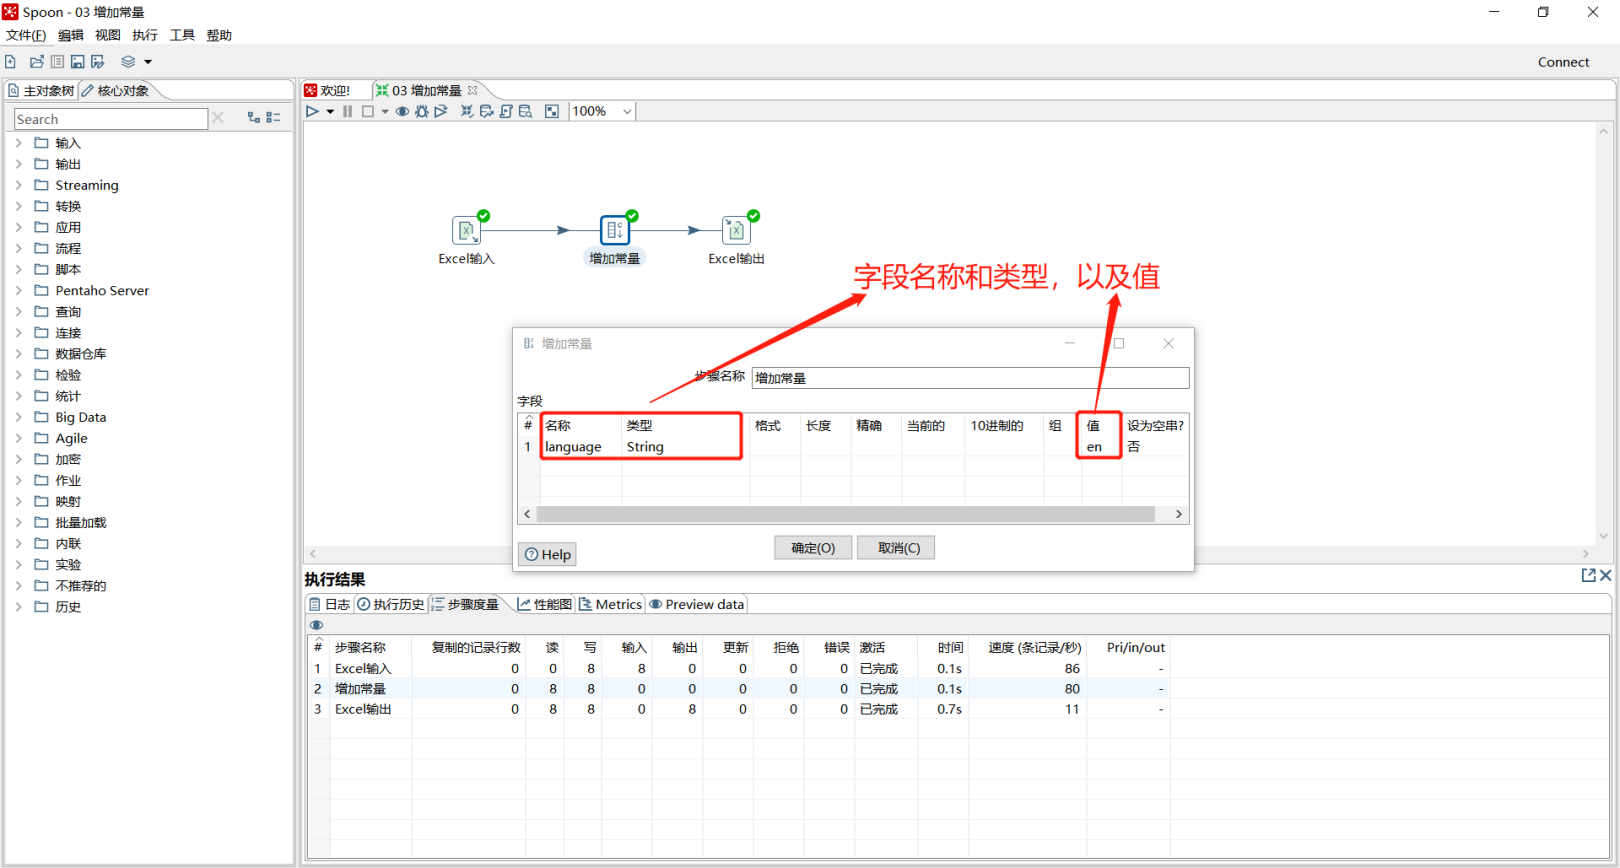 Spoon - 03 增加常量
文件(F) 编辑 视图 执行 工具 帮助
Connect
主对象树 核心对象
Search
输入
输出
Streaming
转换
应用
流程
脚本
Pentaho Server
查询
连接
数据仓库
检验
统计
Big Data
Agile
加密
作业
映射
批量加载
内联
实验
不推荐的
历史
欢迎! 03 增加常量
100%
Excel输入 增加常量 Excel输出
字段名称和类型，以及值
增加常量
步骤名称 增加常量
字段
# 名称 类型 格式 长度 精确 当前的 10进制的 组 值 设为空串?
1 language String en 否
Help 确定(O) 取消(C)
执行结果
日志 执行历史 步骤度量 性能图 Metrics Preview data
# 步骤名称 复制的记录行数 读 写 输入 输出 更新 拒绝 错误 激活 时间 速度 (条记录/秒) Pri/in/out
1 Excel输入 0 0 8 8 0 0 0 0 已完成 0.1s 86 -
2 增加常量 0 8 8 0 0 0 0 0 已完成 0.1s 80 -
3 Excel输出 0 8 8 0 8 0 0 0 已完成 0.7s 11 -